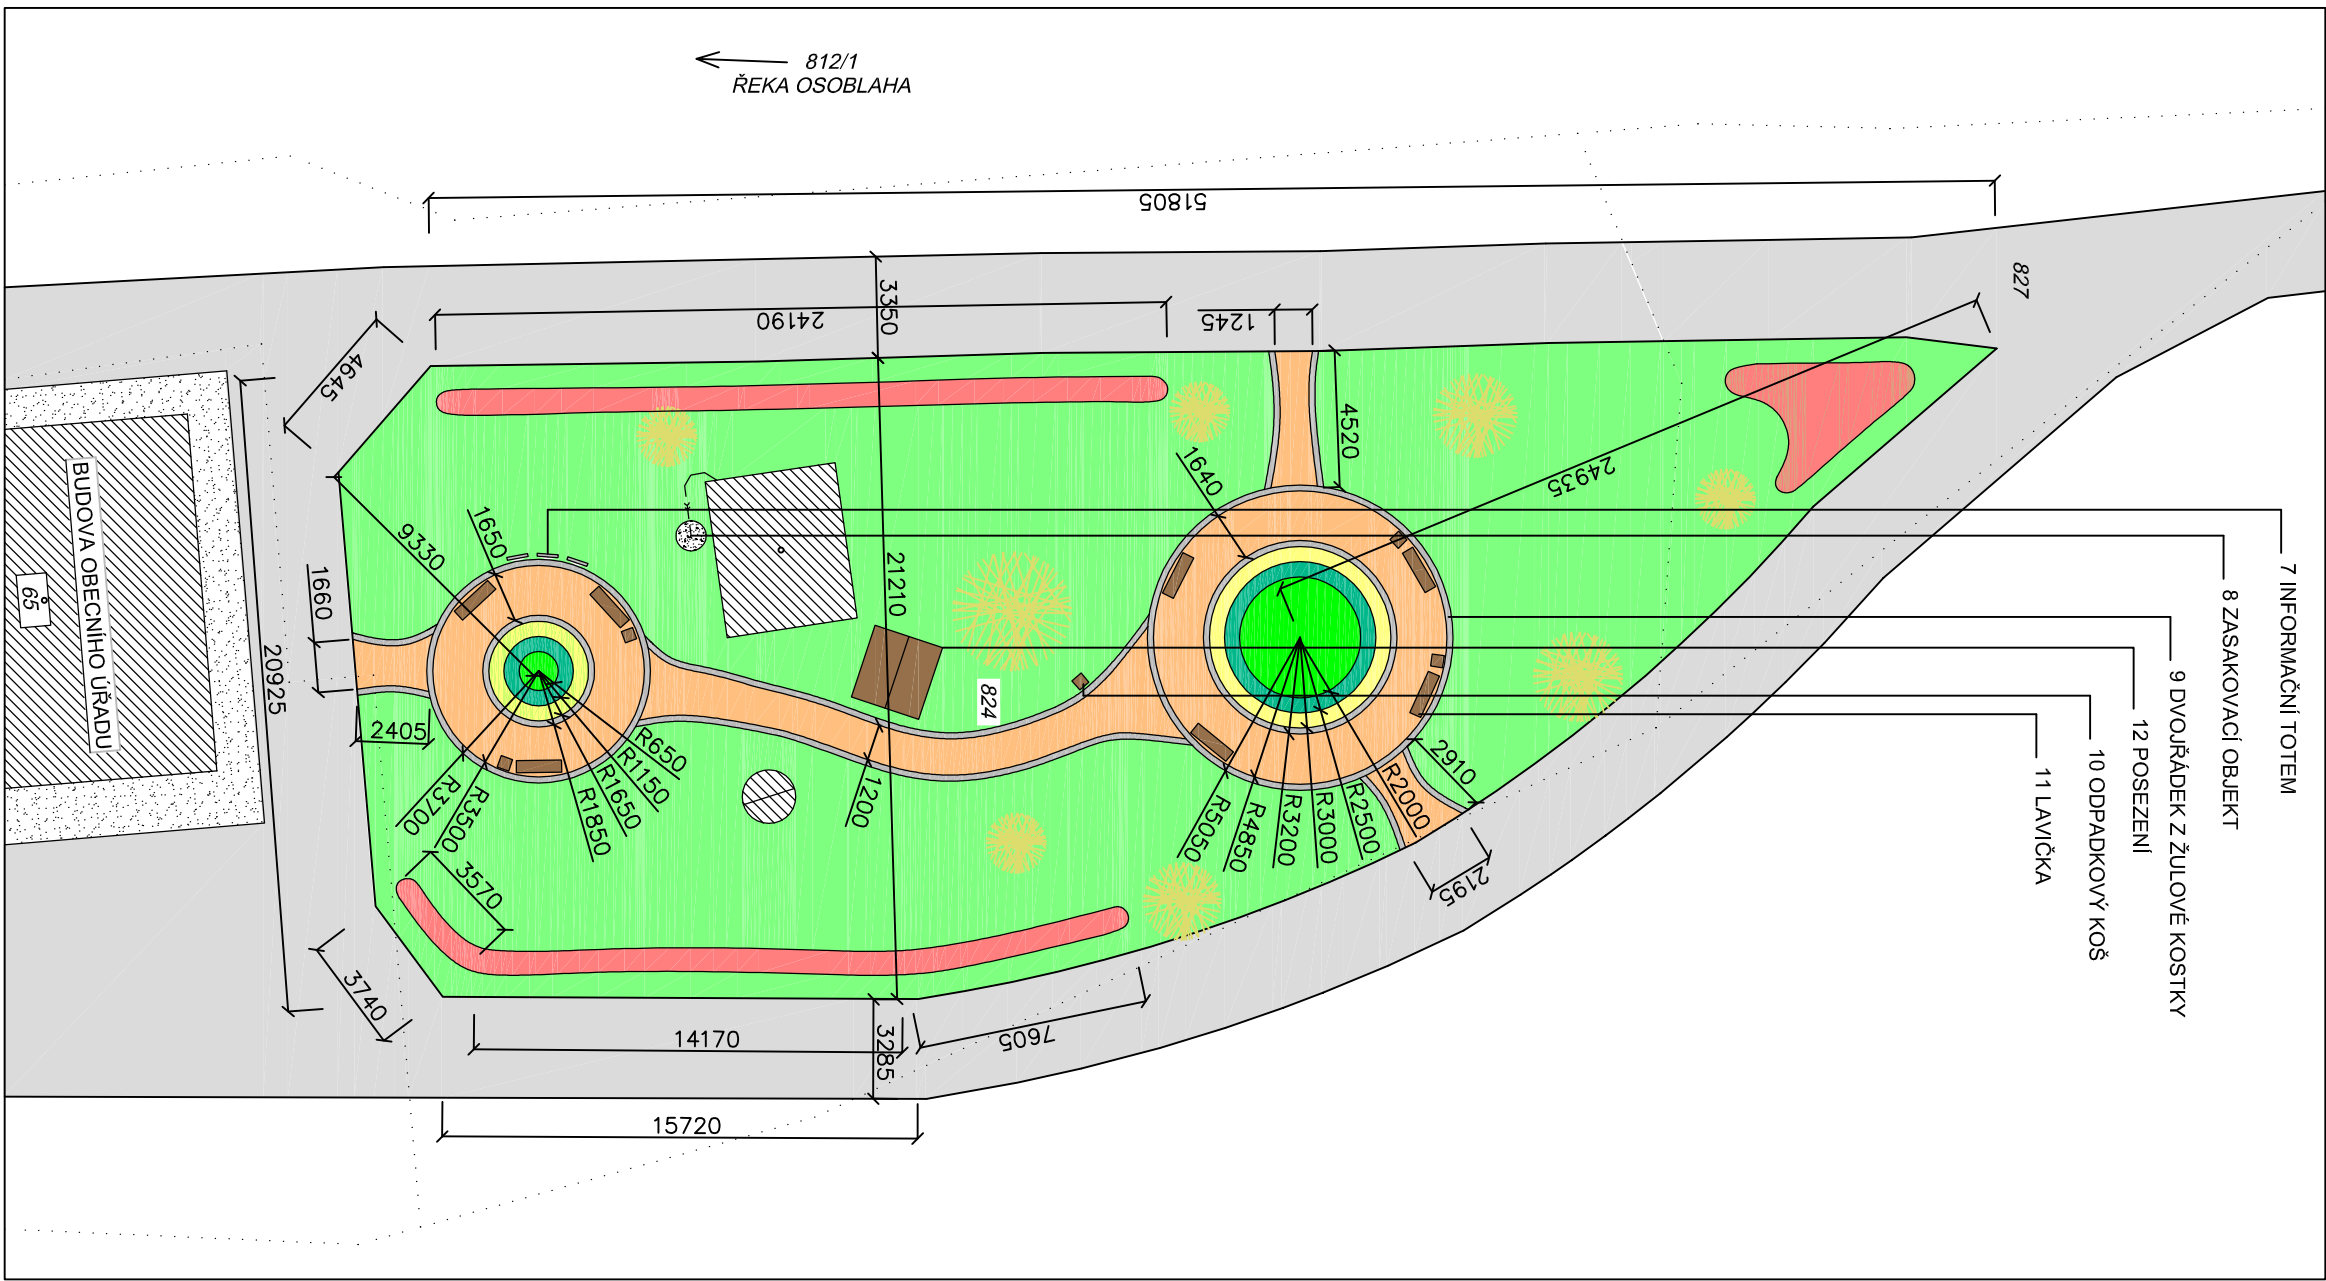 812/1
ŘEKA OSOBLAHA
51805
827
3350
24190
1245
4645
4520
24935
1640
9330
1650
1660
20925
21210
BUDOVA OBECNÍHO ÚŘADU
65
2405
824
1200
2910
2195
R650
R1150
R1650
R1850
R3500
R3700
R2000
R2500
R3000
R3200
R4850
R5050
3570
3740
14170
3285
7605
15720
7 INFORMAČNÍ TOTEM
8 ZASAKOVACÍ OBJEKT
9 DVOJŘÁDEK Z ŽULOVÉ KOSTKY
12 POSEZENÍ
10 ODPADKOVÝ KOŠ
11 LAVIČKA